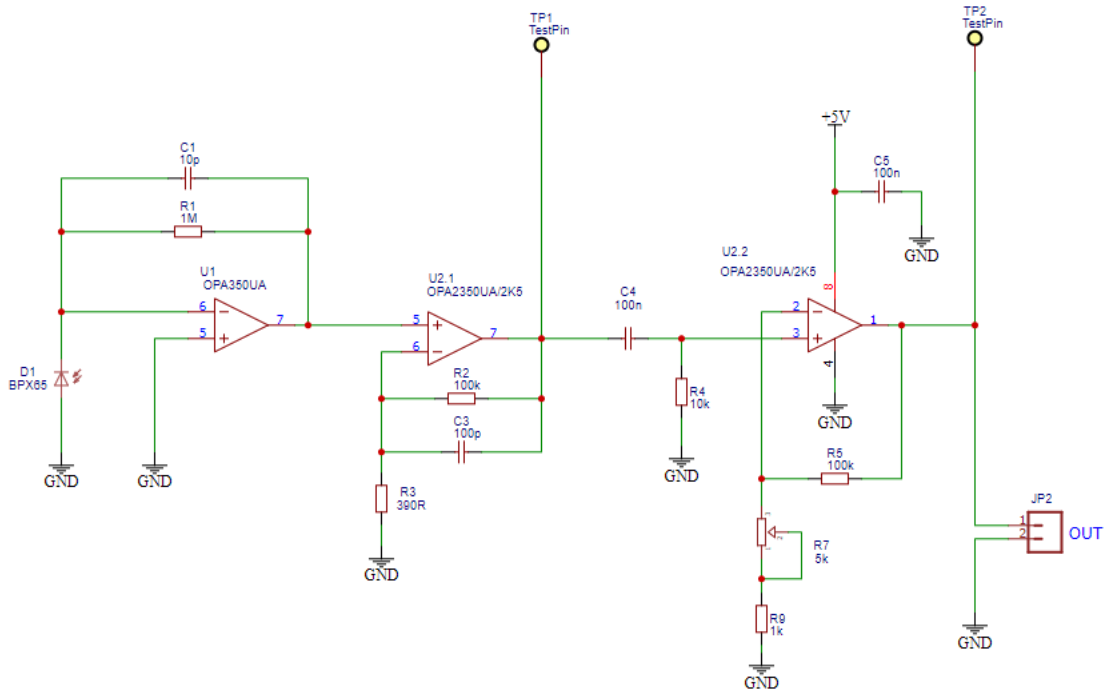 TP1
TestPin
TP2
TestPin
+5V
C1
10p
C5
100n
R1
1M
GND
U1
OPA350UA
U2.1
OPA2350UA/2K5
U2.2
OPA2350UA/2K5
C4
100n
8
6
5
7
5
6
7
2
3
1
4
D1
BPX65
R2
100k
R4
10k
C3
100p
GND
GND
GND
GND
R5
100k
R3
390R
JP2
1
2
OUT
3
2
1
R7
5k
GND
R9
1k
GND
GND